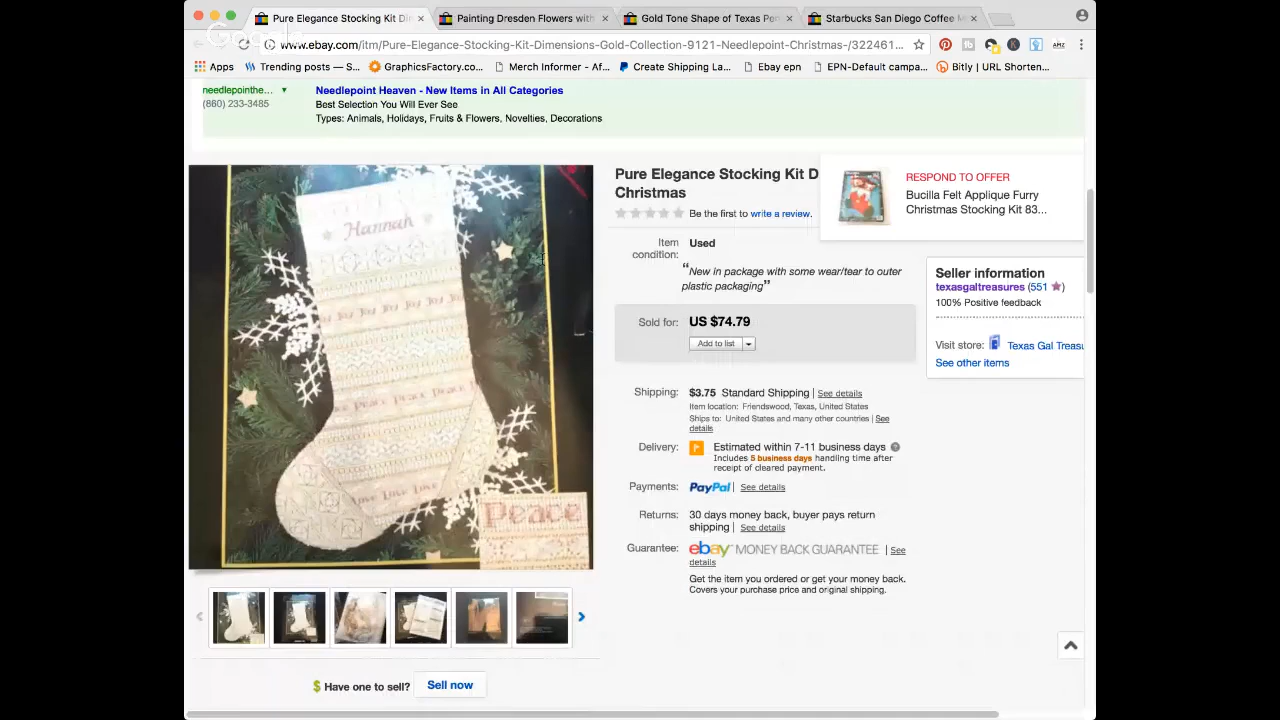 Pure Elegance Stocking Kit Di
Painting Dresden Flowers with
Gold Tone Shape of Texas Pen
Starbucks San Diego Coffee M
www.ebay.com/itm/Pure-Elegance-Stocking-Kit-Dimensions-Gold-Collection-9121-Needlepoint-Christmas-/322461...
Apps
Trending posts — S...
GraphicsFactory.co...
Merch Informer - Af...
Create Shipping La...
Ebay epn
EPN-Default campa...
Bitly | URL Shorten...
needlepointhe...
Needlepoint Heaven - New Items in All Categories
(860) 233-3485
Best Selection You Will Ever See
Types: Animals, Holidays, Fruits & Flowers, Novelties, Decorations
Hannah
Joy Joy Joy
Peace Peace Peace
Love Love Love
Peace
Pure Elegance Stocking Kit D
Christmas
Be the first to write a review.
RESPOND TO OFFER
Bucilla Felt Applique Furry
Christmas Stocking Kit 83...
Item
condition:
Used
“New in package with some wear/tear to outer
plastic packaging”
Sold for:
US $74.79
Add to list
Seller information
texasgaltreasures (551 )
100% Positive feedback
Visit store:
Texas Gal Treasu
See other items
Shipping:
$3.75 Standard Shipping | See details
Item location: Friendswood, Texas, United States
Ships to: United States and many other countries | See
details
Delivery:
Estimated within 7-11 business days
Includes 5 business days handling time after
receipt of cleared payment.
Payments:
PayPal | See details
Returns:
30 days money back, buyer pays return
shipping | See details
Guarantee:
ebay MONEY BACK GUARANTEE | See
details
Get the item you ordered or get your money back.
Covers your purchase price and original shipping.
$ Have one to sell?
Sell now